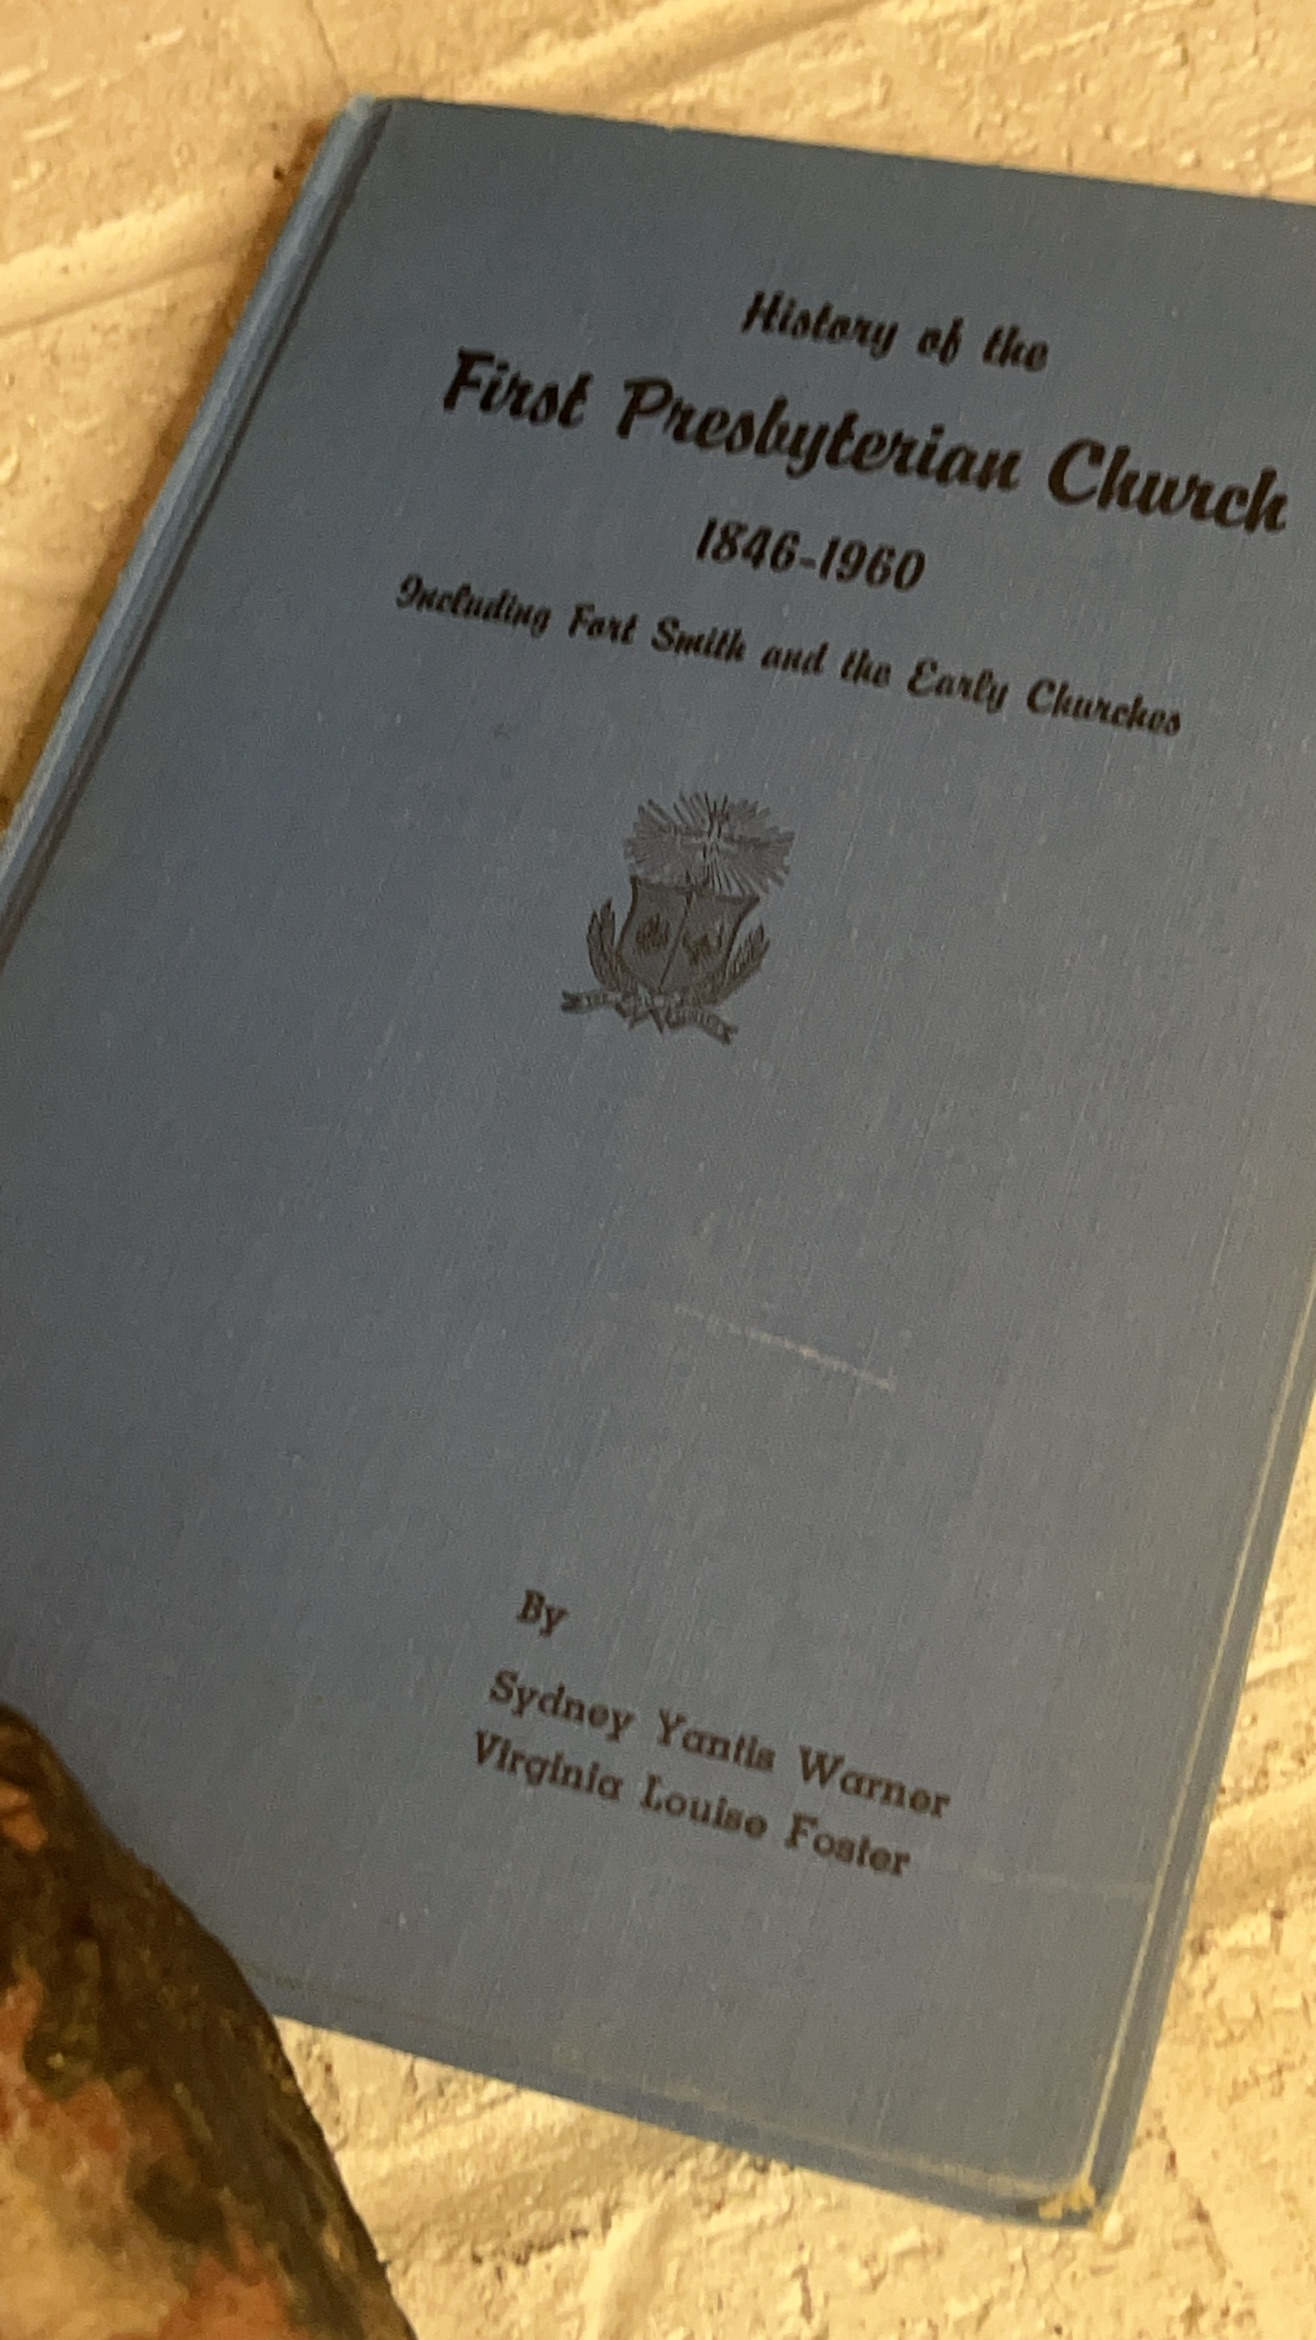 History of the
First Presbyterian Church
1846-1960
Including Fort Smith and the Early Churches
By
Sydney Yantis Warner
Virginia Louise Foster